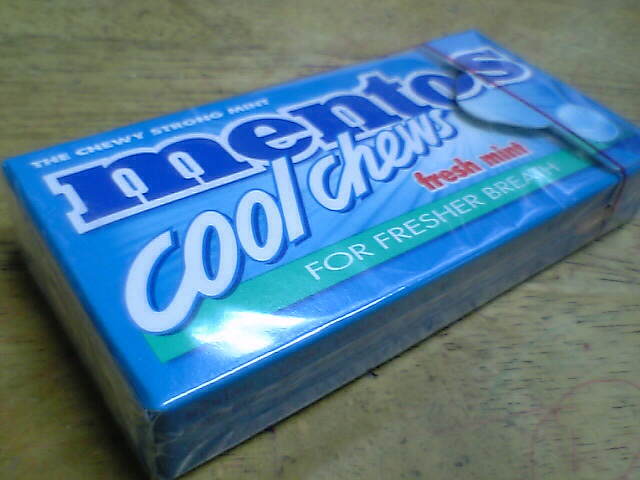 THE CHEWY STRONG MINT
mentos
cool chews
fresh mint
FOR FRESHER BREATH